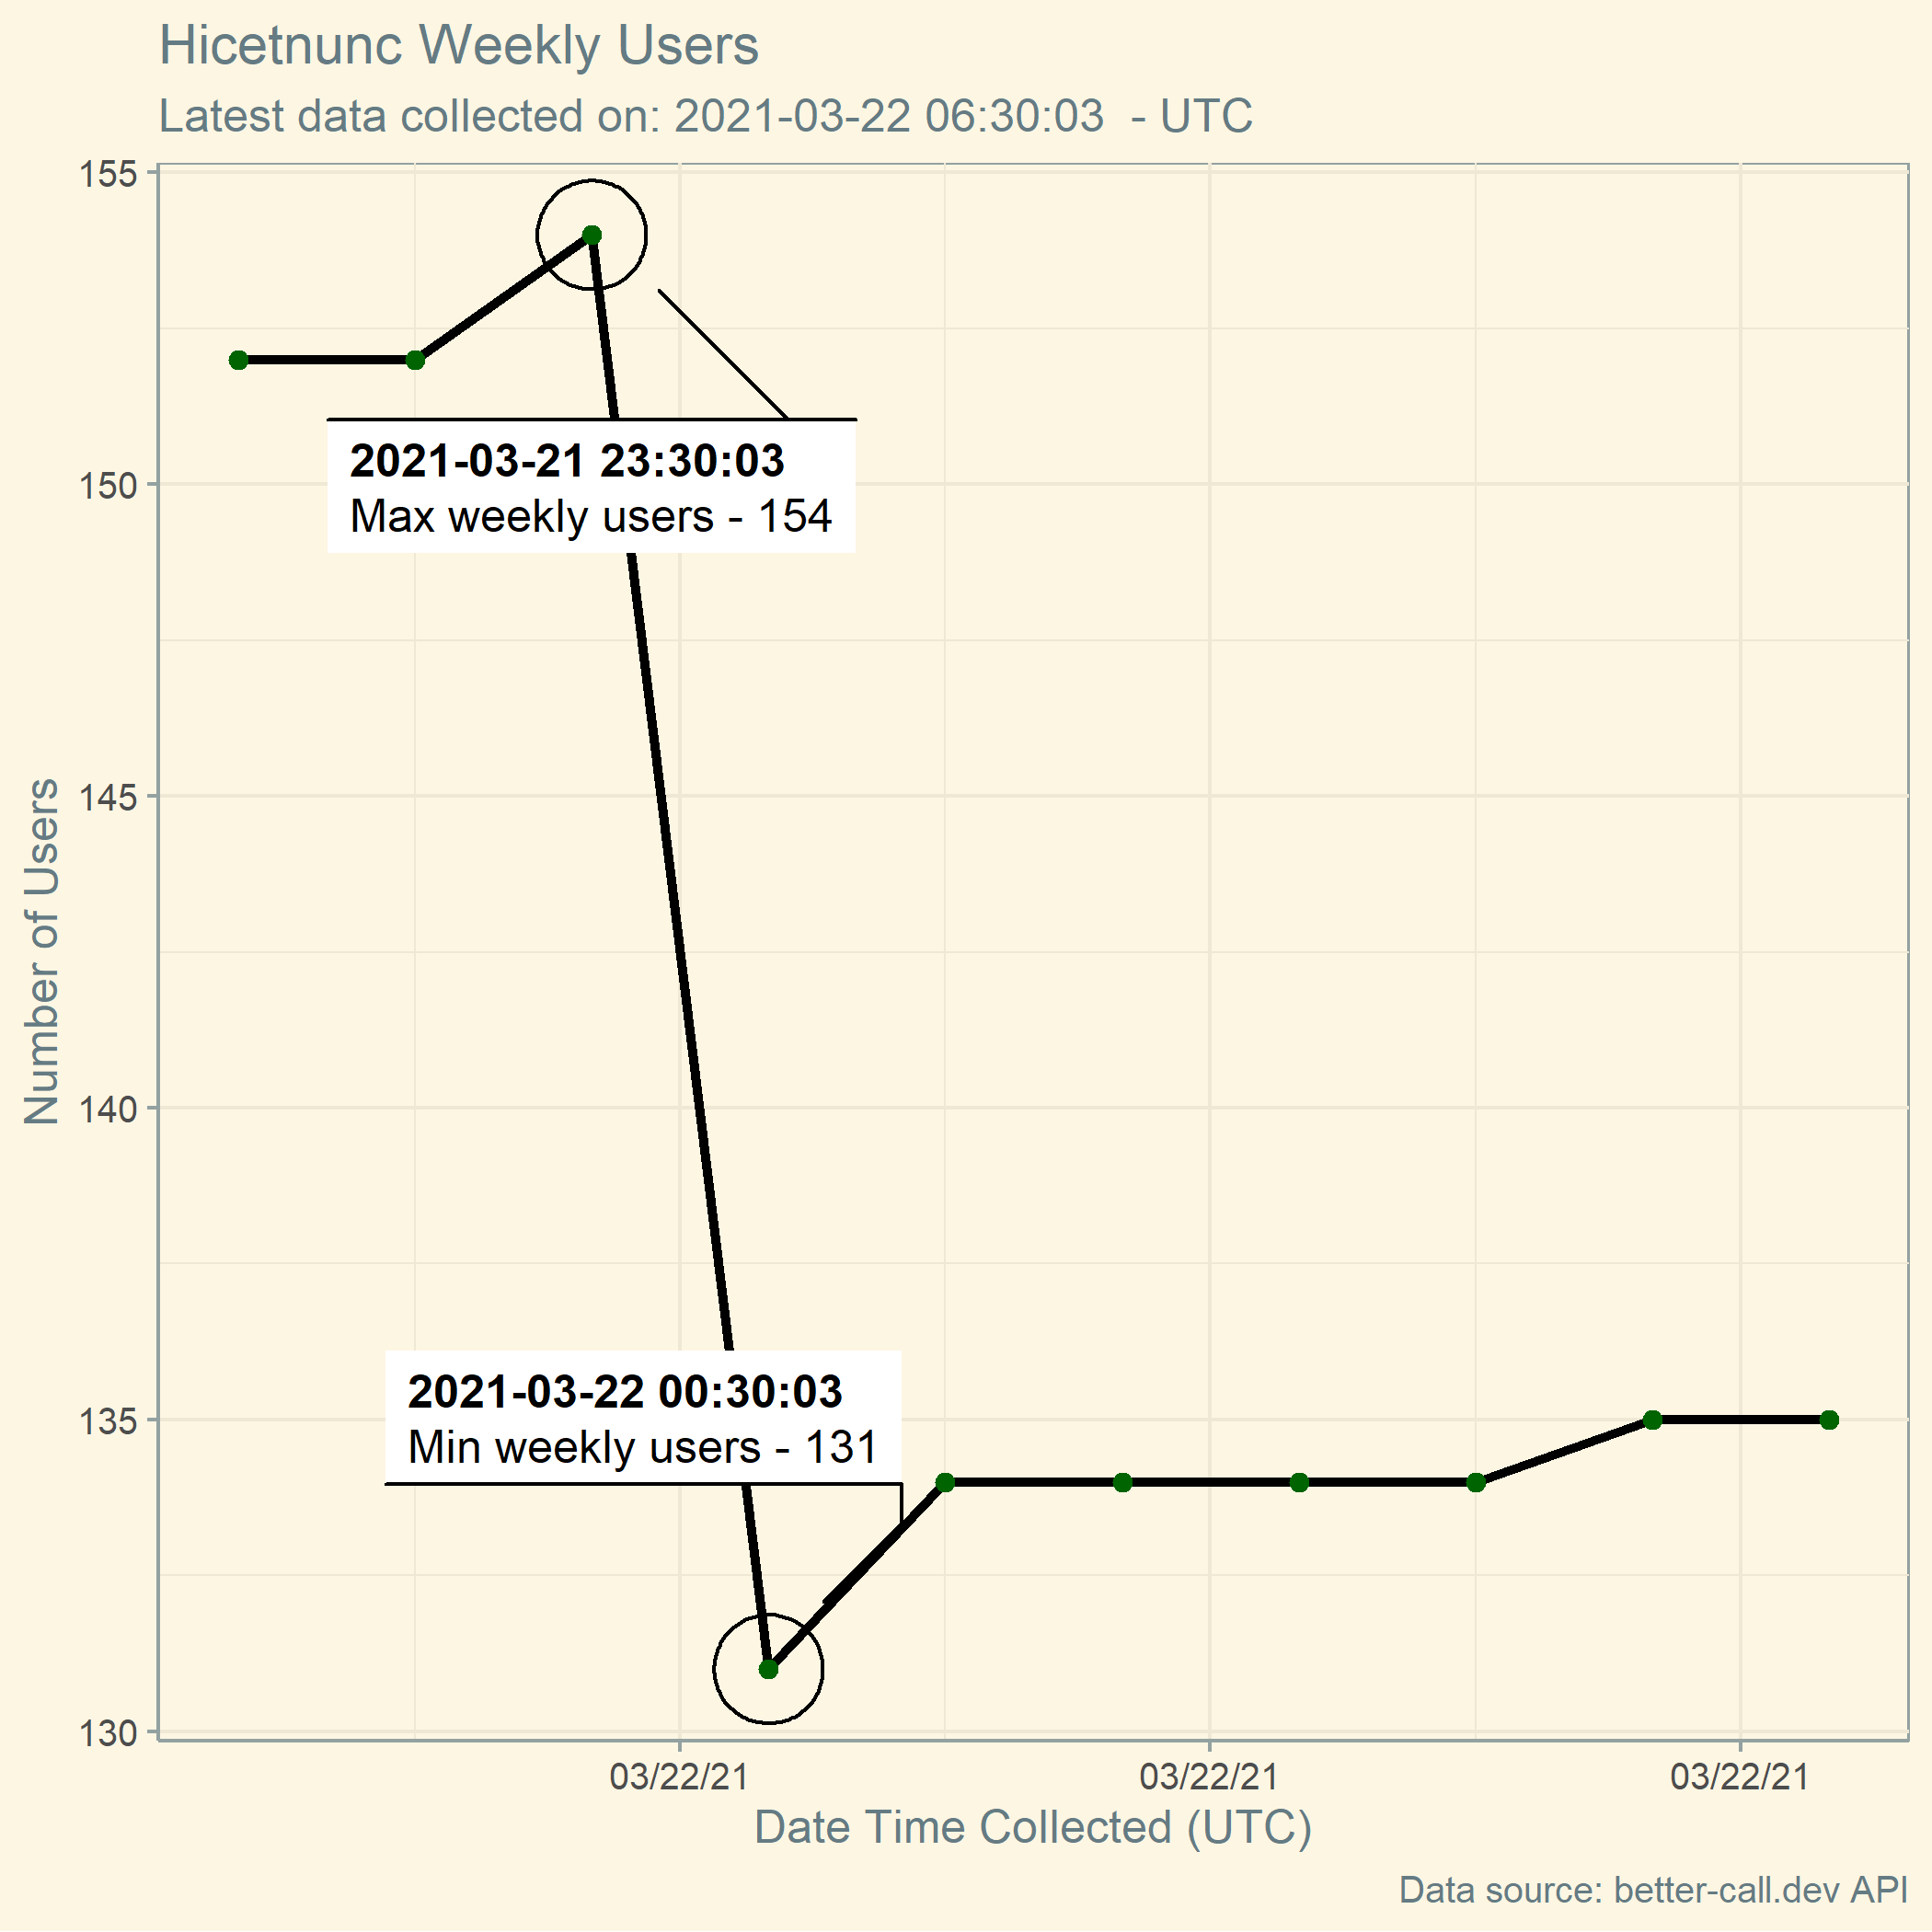 Hicetnunc Weekly Users
Latest data collected on: 2021-03-22 06:30:03 - UTC
155
150
145
140
135
130
Number of Users
2021-03-21 23:30:03
Max weekly users - 154
2021-03-22 00:30:03
Min weekly users - 131
03/22/21
03/22/21
03/22/21
Date Time Collected (UTC)
Data source: better-call.dev API